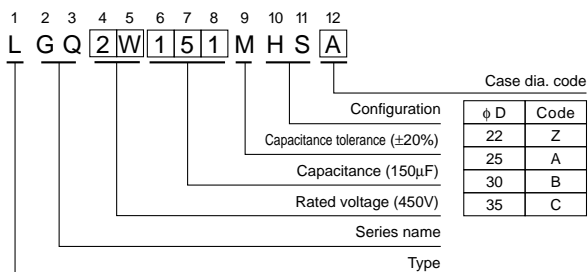 1 2 3 4 5 6 7 8 9 10 11 12
L G Q 2 W 1 5 1 M H S A
Case dia. code
φ D Code
22 Z
25 A
30 B
35 C
Configuration
Capacitance tolerance (±20%)
Capacitance (150µF)
Rated voltage (450V)
Series name
Type